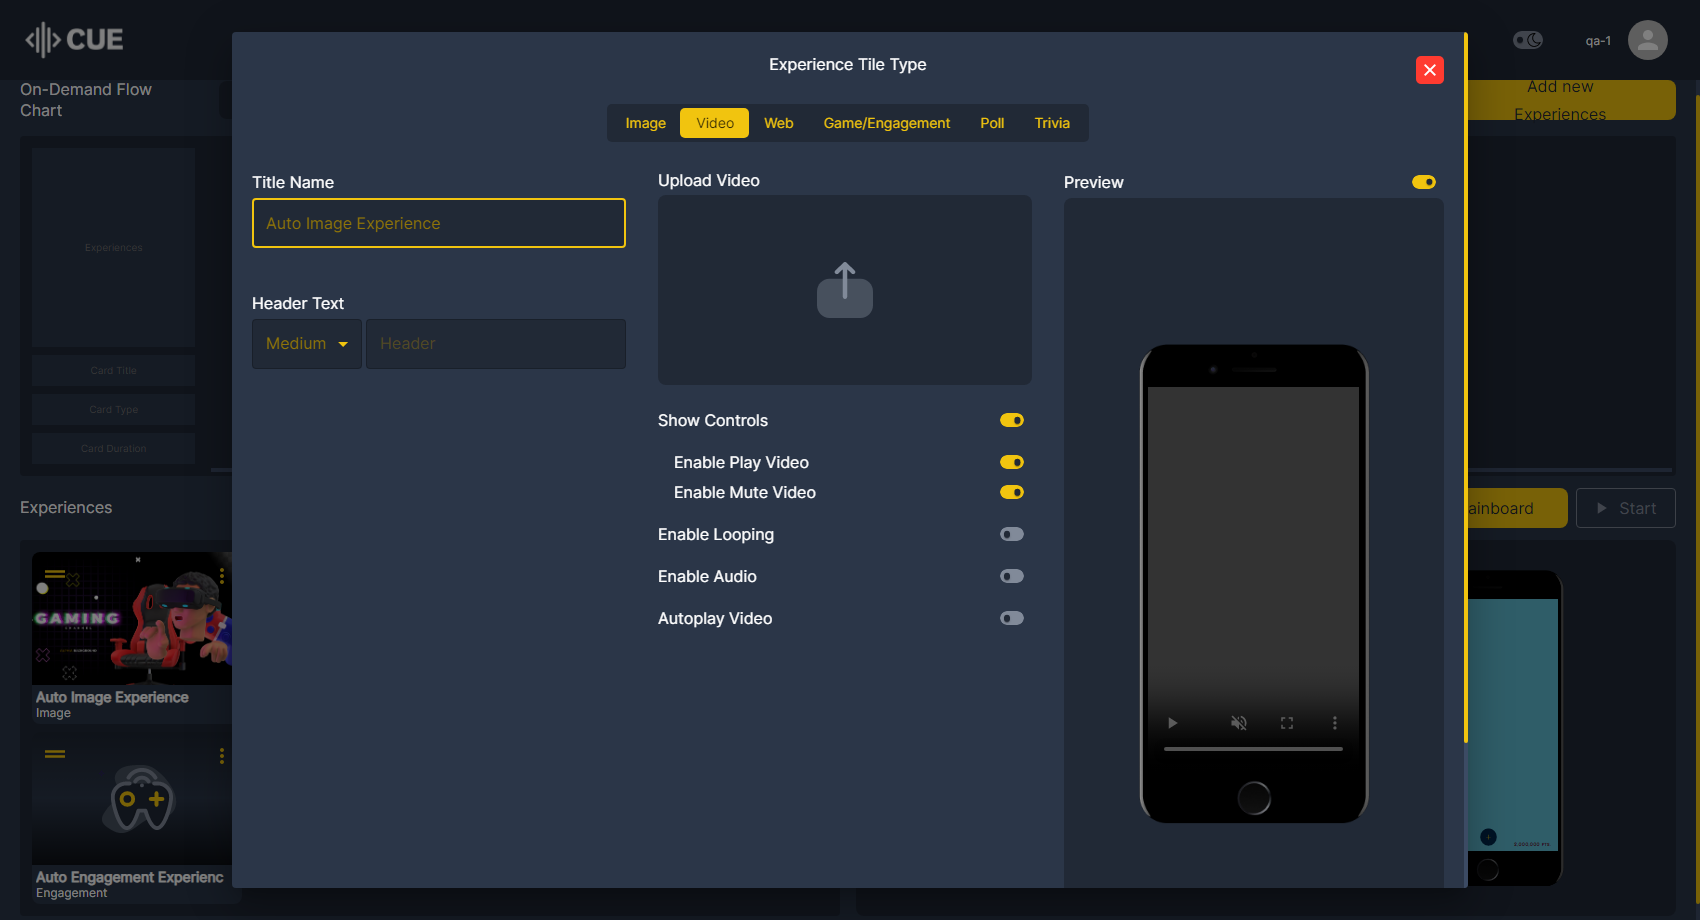 CUE
qa-1
On-Demand Flow
Chart
Add new
Experiences
Experiences
Card Title
Card Type
Card Duration
Experiences
ainboard
Start
GAMING
Auto Image Experience
Image
Auto Engagement Experienc
Engagement
Experience Tile Type
Image
Video
Web
Game/Engagement
Poll
Trivia
Title Name
Auto Image Experience
Header Text
Medium
Header
Upload Video
Show Controls
Enable Play Video
Enable Mute Video
Enable Looping
Enable Audio
Autoplay Video
Preview